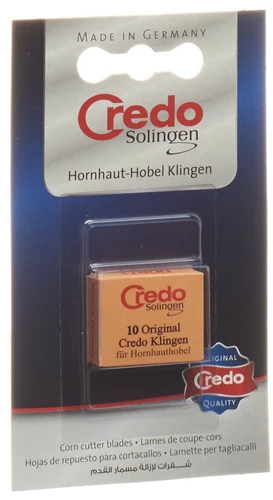 MADE IN GERMANY
Credo
Solingen
Hornhaut-Hobel Klingen
Credo
Solingen
10 Original
Credo Klingen
für Hornhauthobel
ORIGINAL
Credo
QUALITY
Corn cutter blades • Lames de coupe-cors
Hojas de repuesto para cortacallos • Lamette per tagliacalli
شفرات لإزالة مسمار القدم